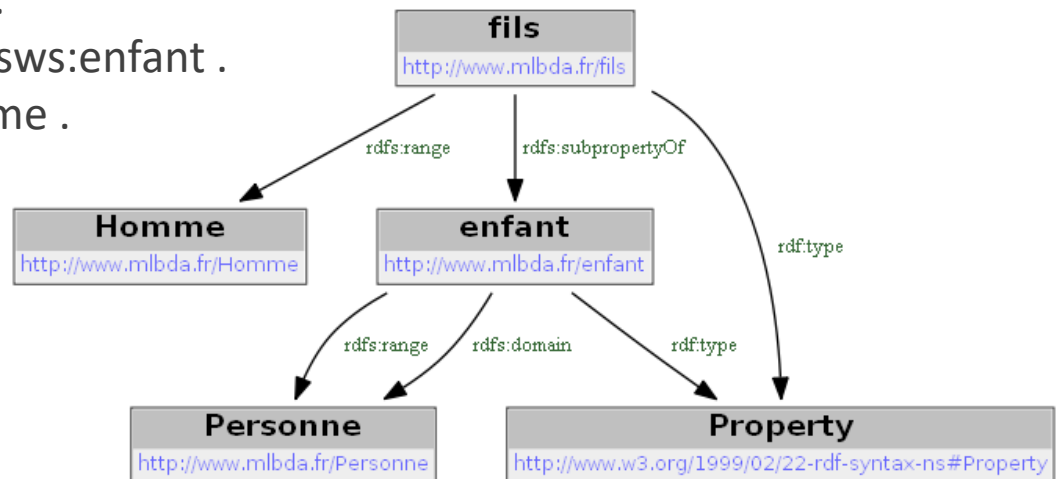 .
sws:enfant .
me .
fils
http://www.mlbda.fr/fils
rdfs:range
rdfs:subpropertyOf
Homme
http://www.mlbda.fr/Homme
enfant
http://www.mlbda.fr/enfant
rdf:type
rdfs:range
rdfs:domain
rdf:type
Personne
http://www.mlbda.fr/Personne
Property
http://www.w3.org/1999/02/22-rdf-syntax-ns#Property